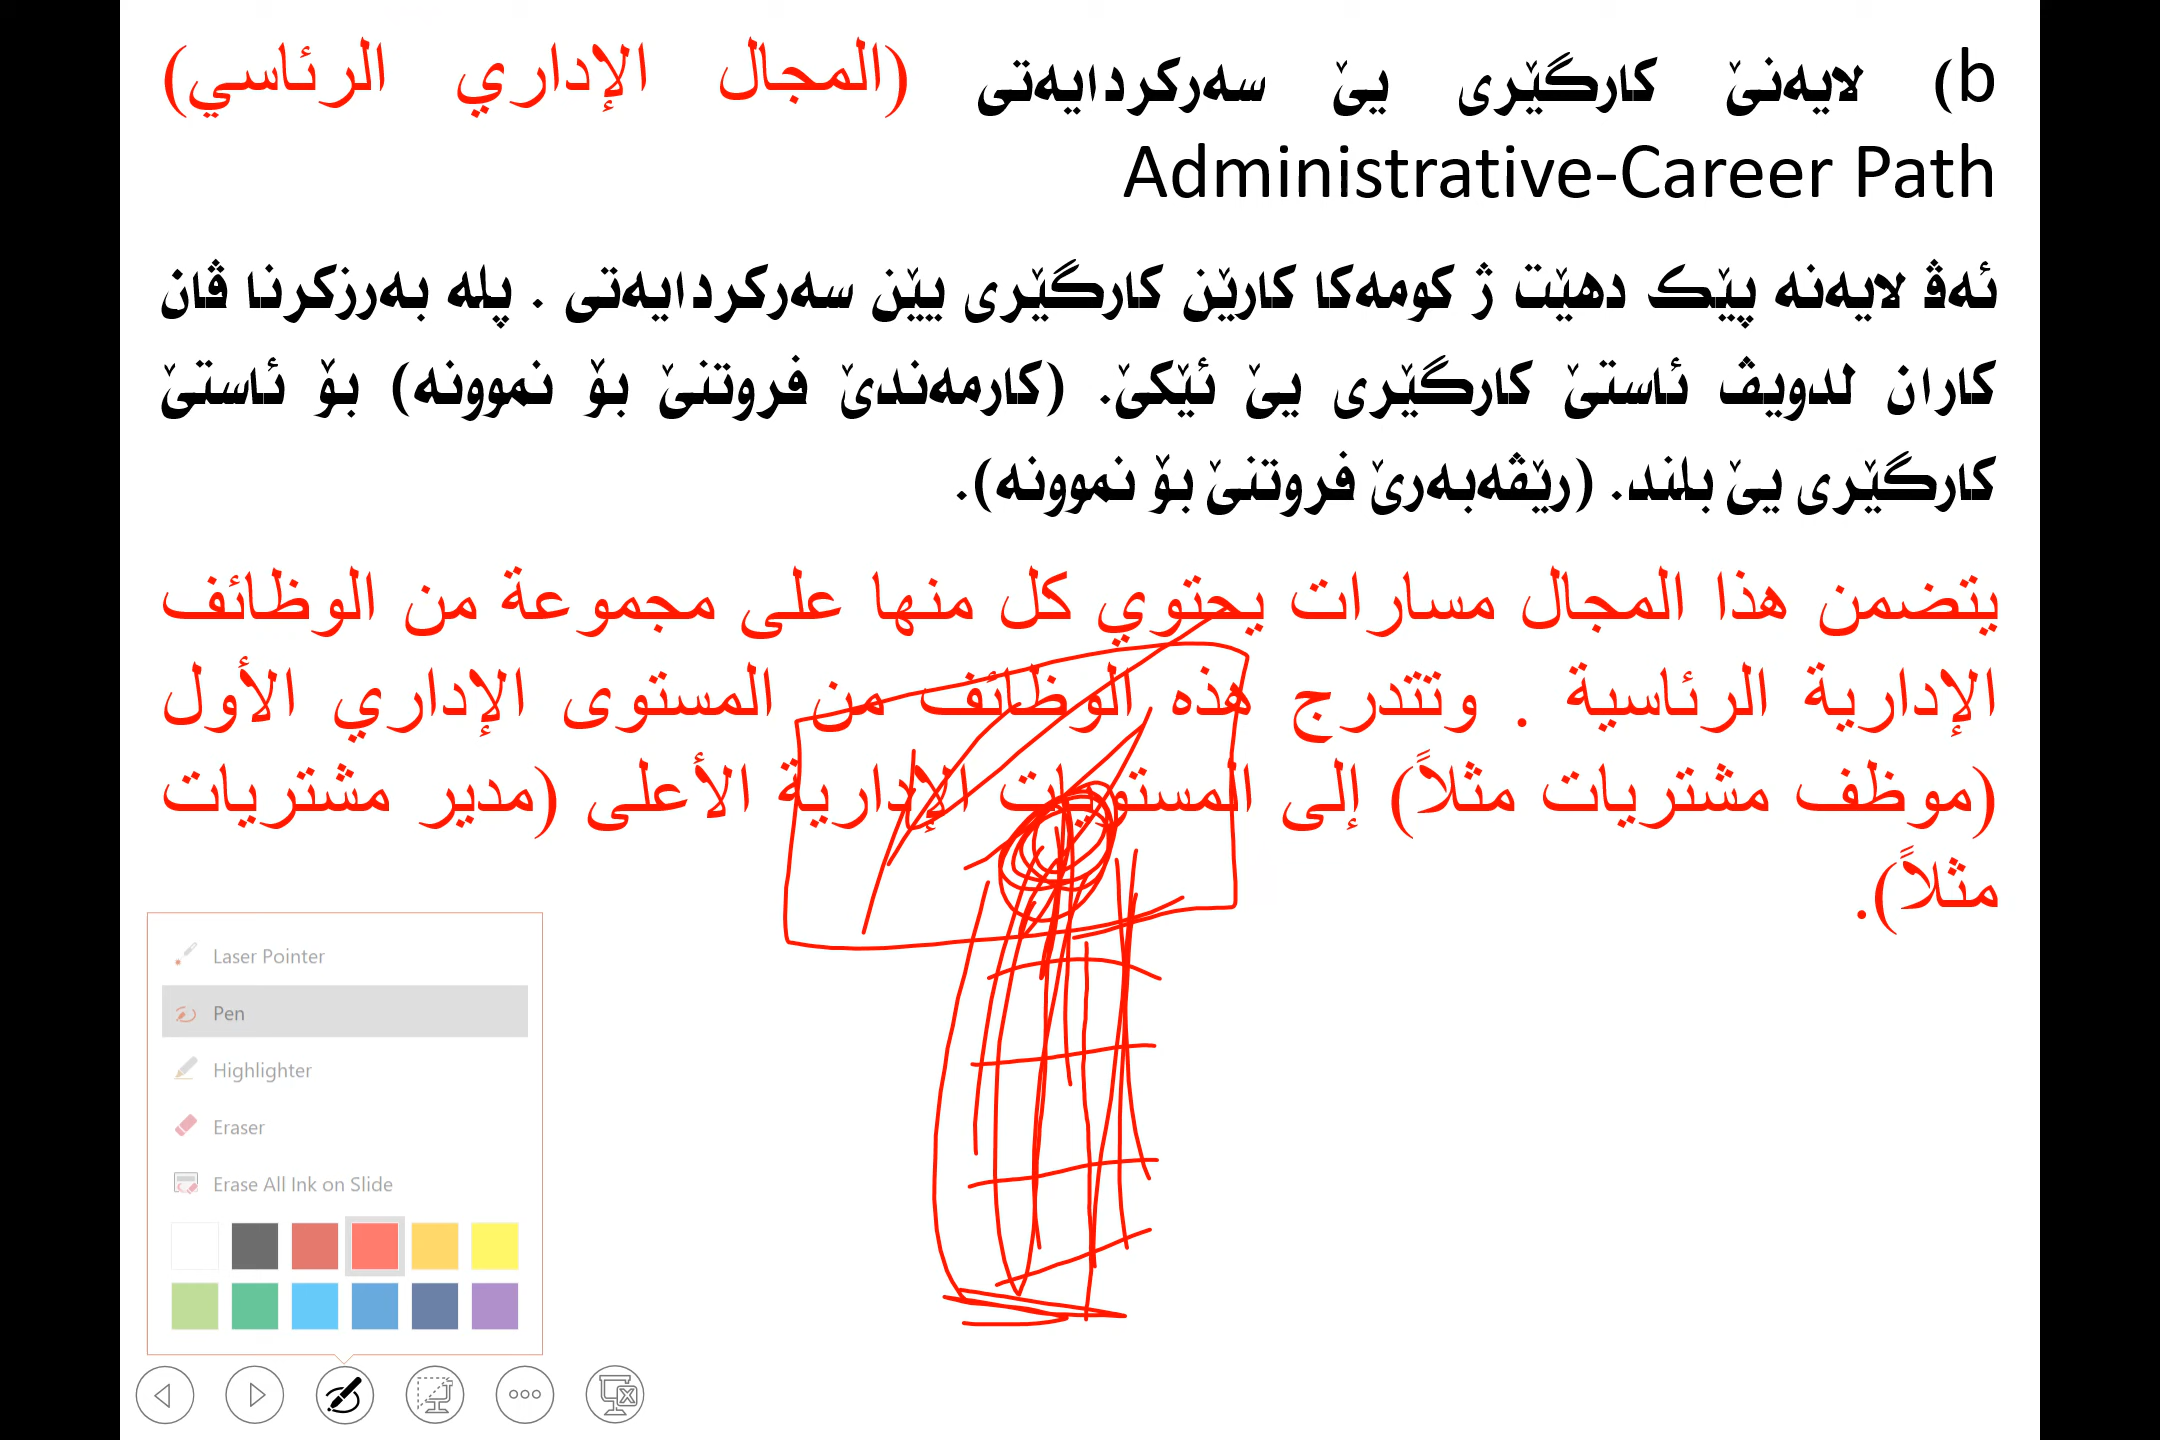 b) لایەنێ کارگێری یێ سەرکردایەتی (المجال الإداري الرئاسي)
Administrative-Career Path
ئەڤ لایەنە پێک دهێت ژ کومەکا کارێن کارگێری یێن سەرکردایەتی . پلە بەرزکرنا ڤان
کاران لدویڤ ئاستێ کارگێری یێ ئێکێ. (کارمەندێ فروتنێ بۆ نموونە) بۆ ئاستێ
کارگێری یێ بلند. (رێڤەبەرێ فروتنێ بۆ نموونە).
يتضمن هذا المجال مسارات يحتوي كل منها على مجموعة من الوظائف
الإدارية الرئاسية . وتتدرج هذه الوظائف من المستوى الإداري الأول
(موظف مشتريات مثلاً) إلى المستويات الإدارية الأعلى (مدير مشتريات
مثلاً).
Laser Pointer
Pen
Highlighter
Eraser
Erase All Ink on Slide